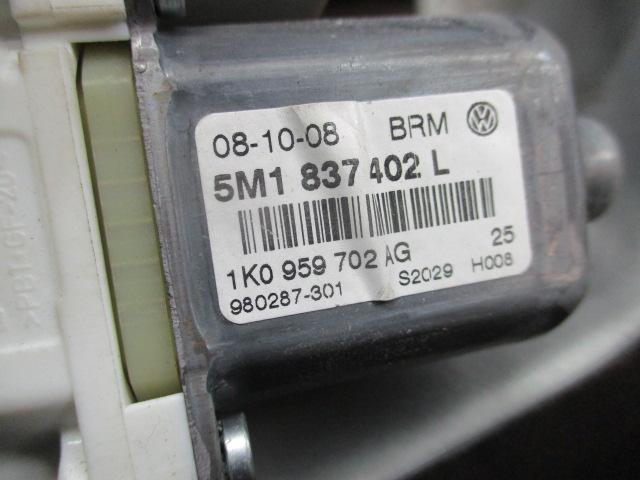 08-10-08 BRM
5M1 837 402 L
1K0 959 702 AG 25
980287-301 S2029 H008